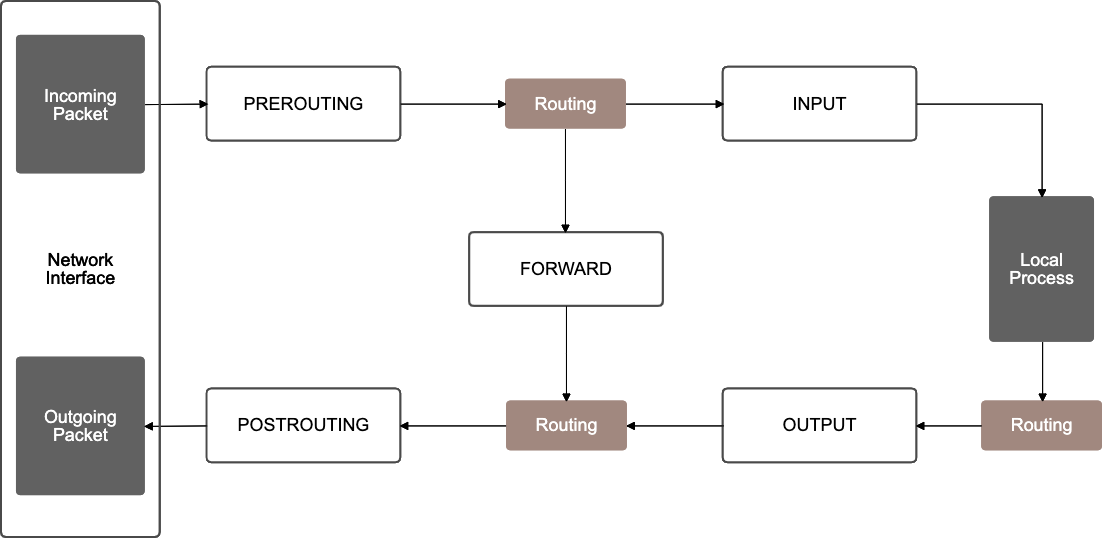 Incoming
Packet
PREROUTING
Routing
INPUT
Network
Interface
FORWARD
Local
Process
Outgoing
Packet
POSTROUTING
Routing
OUTPUT
Routing